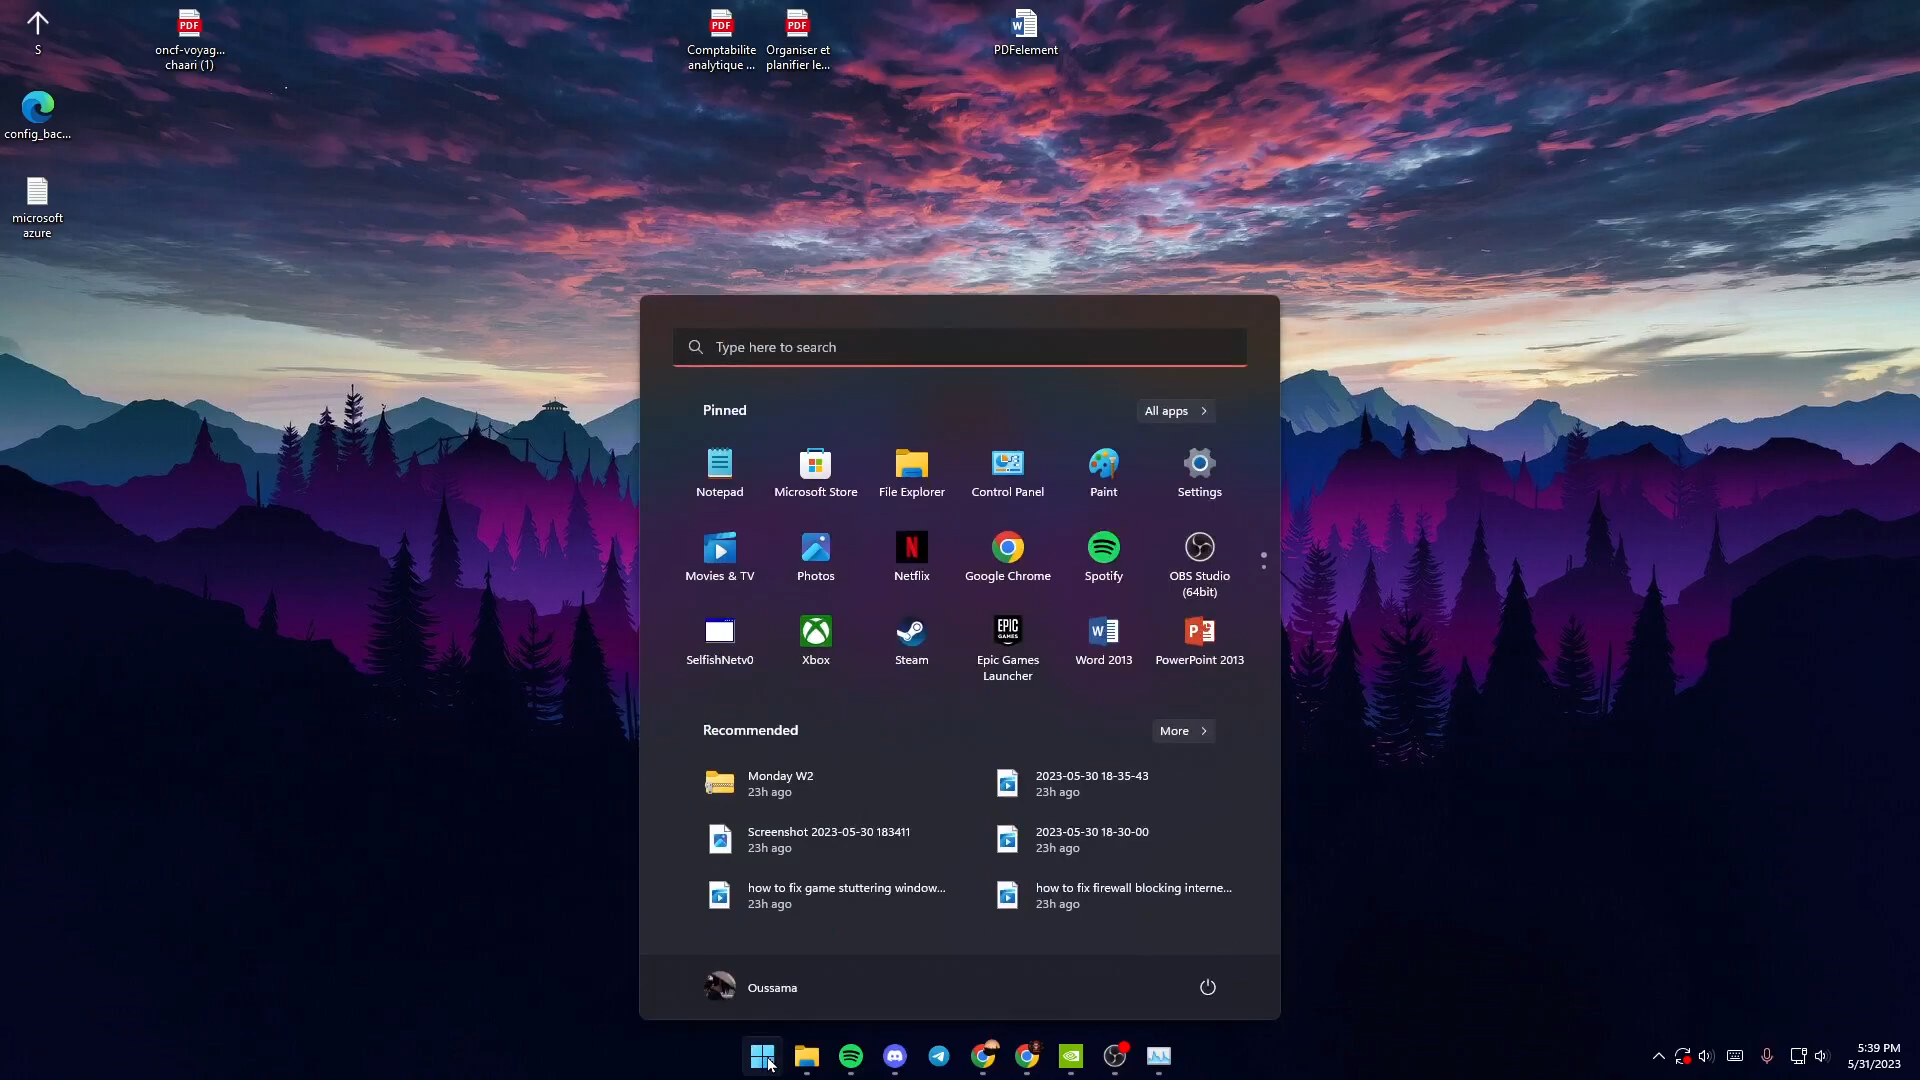 S
oncf-voyag...
chaari (1)
Comptabilite
analytique ...
Organiser et
planifier le...
PDFelement
config_bac...
microsoft
azure
Type here to search
Pinned
All apps
Notepad
Microsoft Store
File Explorer
Control Panel
Paint
Settings
Movies & TV
Photos
Netflix
Google Chrome
Spotify
OBS Studio
(64bit)
SelfishNetv0
Xbox
Steam
Epic Games
Launcher
Word 2013
PowerPoint 2013
Recommended
More
Monday W2
23h ago
2023-05-30 18-35-43
23h ago
Screenshot 2023-05-30 183411
23h ago
2023-05-30 18-30-00
23h ago
how to fix game stuttering window...
23h ago
how to fix firewall blocking interne...
23h ago
Oussama
5:39 PM
5/31/2023